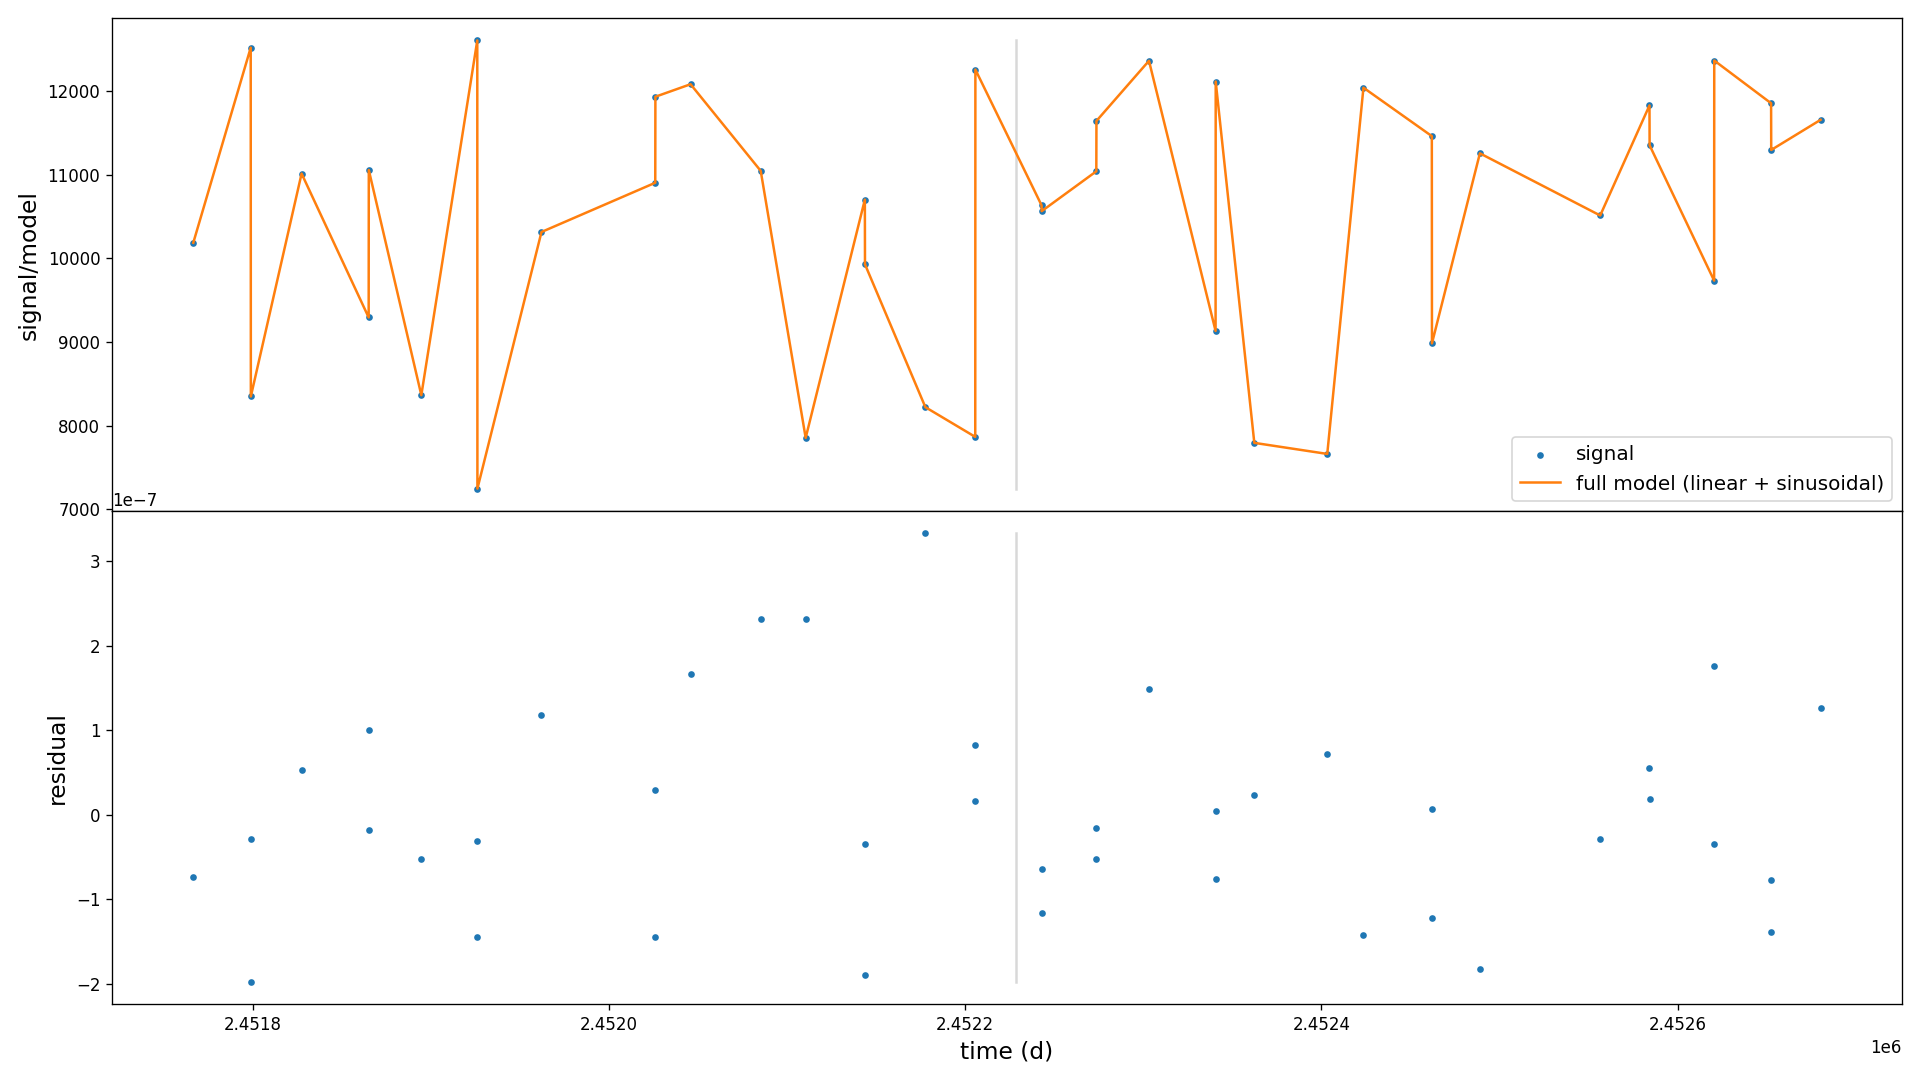 12000
11000
10000
9000
8000
7000
signal/model
signal
full model (linear + sinusoidal)
1e−7
3
2
1
0
−1
−2
residual
2.4518
2.4520
2.4522
2.4524
2.4526
time (d)
1e6